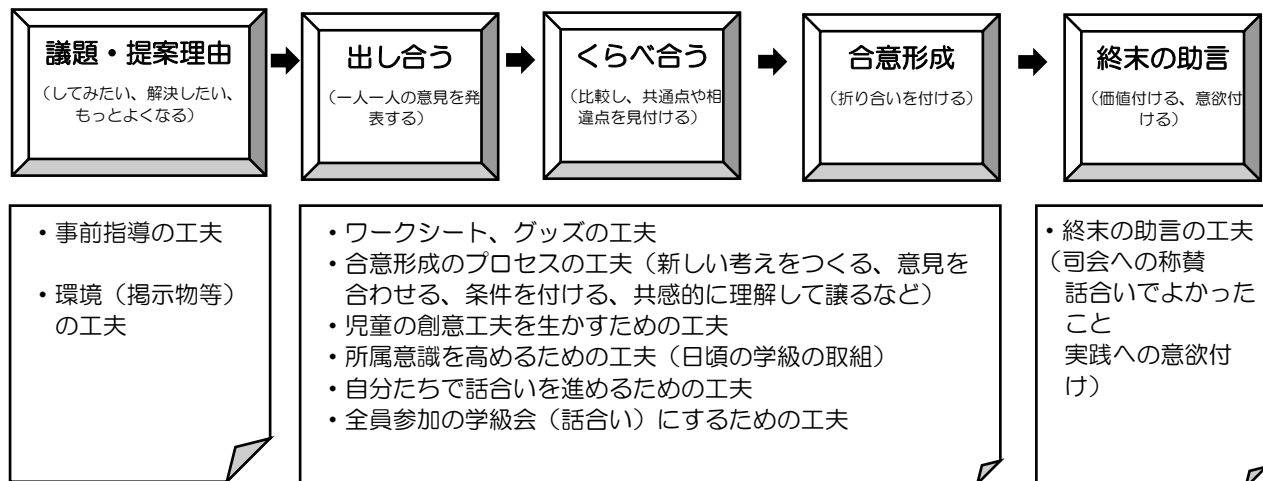 議題・提案理由
（してみたい、解決したい、
もっとよくなる）
出し合う
（一人一人の意見を発
表する）
くらべ合う
（比較し、共通点や相
違点を見付ける）
合意形成
（折り合いを付ける）
終末の助言
（価値付ける、意欲付
ける）
・事前指導の工夫
・環境（掲示物等）
の工夫
・ワークシート、グッズの工夫
・合意形成のプロセスの工夫（新しい考えをつくる、意見を
合わせる、条件を付ける、共感的に理解して譲るなど）
・児童の創意工夫を生かすための工夫
・所属意識を高めるための工夫（日頃の学級の取組）
・自分たちで話合いを進めるための工夫
・全員参加の学級会（話合い）にするための工夫
・終末の助言の工夫
（司会への称賛
話合いでよかった
こと
実践への意欲付
け）